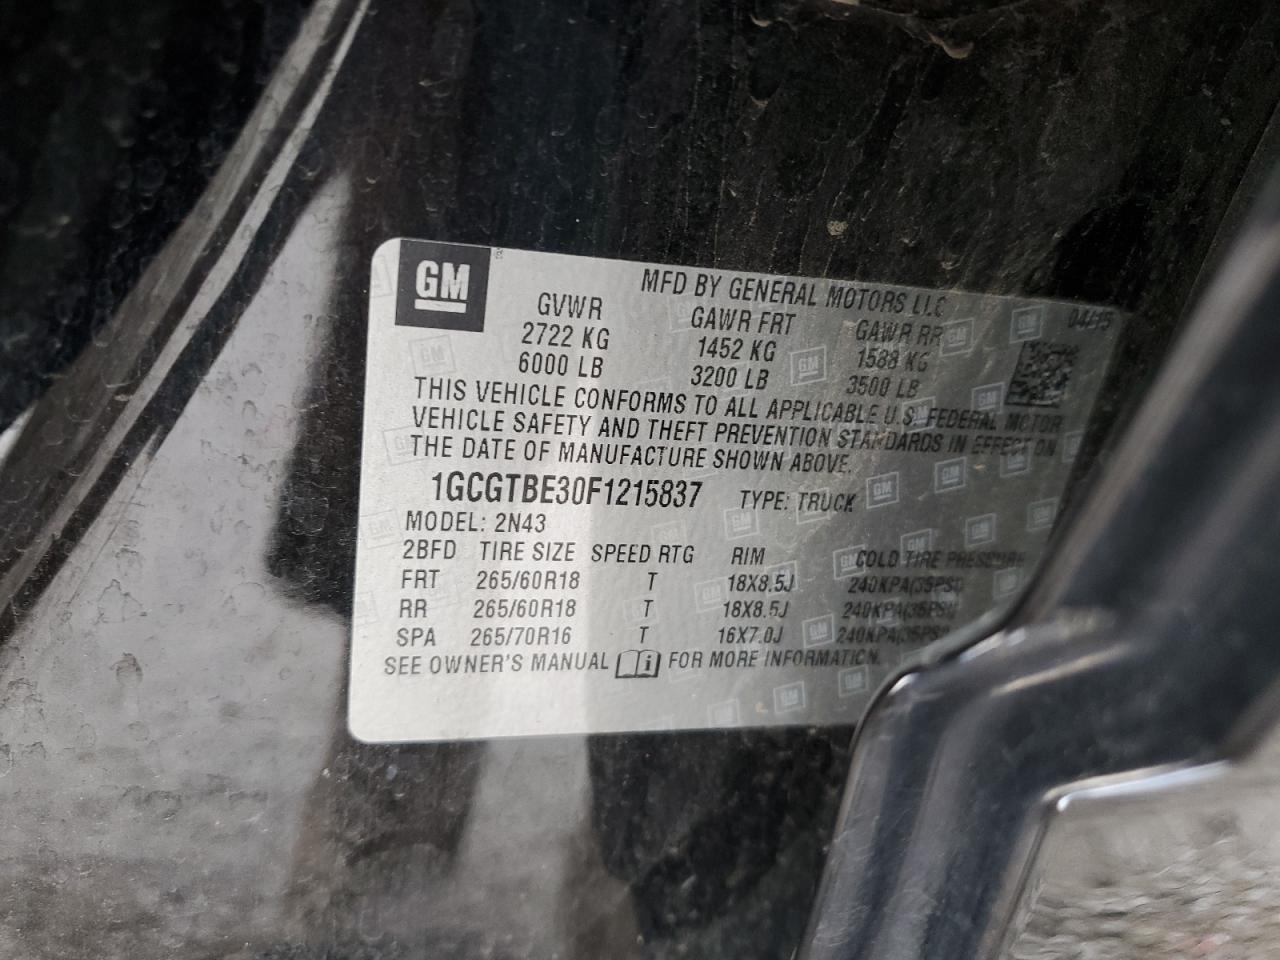 GM
MFD BY GENERAL MOTORS LLC
04/15
GVWR GAWR FRT GAWR RR
2722 KG 1452 KG 1588 KG
6000 LB 3200 LB 3500 LB
THIS VEHICLE CONFORMS TO ALL APPLICABLE U.S. FEDERAL MOTOR
VEHICLE SAFETY AND THEFT PREVENTION STANDARDS IN EFFECT ON
THE DATE OF MANUFACTURE SHOWN ABOVE.
1GCGTBE30F1215837 TYPE: TRUCK
MODEL: 2N43
2BFD TIRE SIZE SPEED RTG RIM COLD TIRE PRESSURE
FRT 265/60R18 T 18X8.5J 240KPA(35PSI)
RR 265/60R18 T 18X8.5J 240KPA(35PSI)
SPA 265/70R16 T 16X7.0J 240KPA(35PSI)
SEE OWNER'S MANUAL FOR MORE INFORMATION.